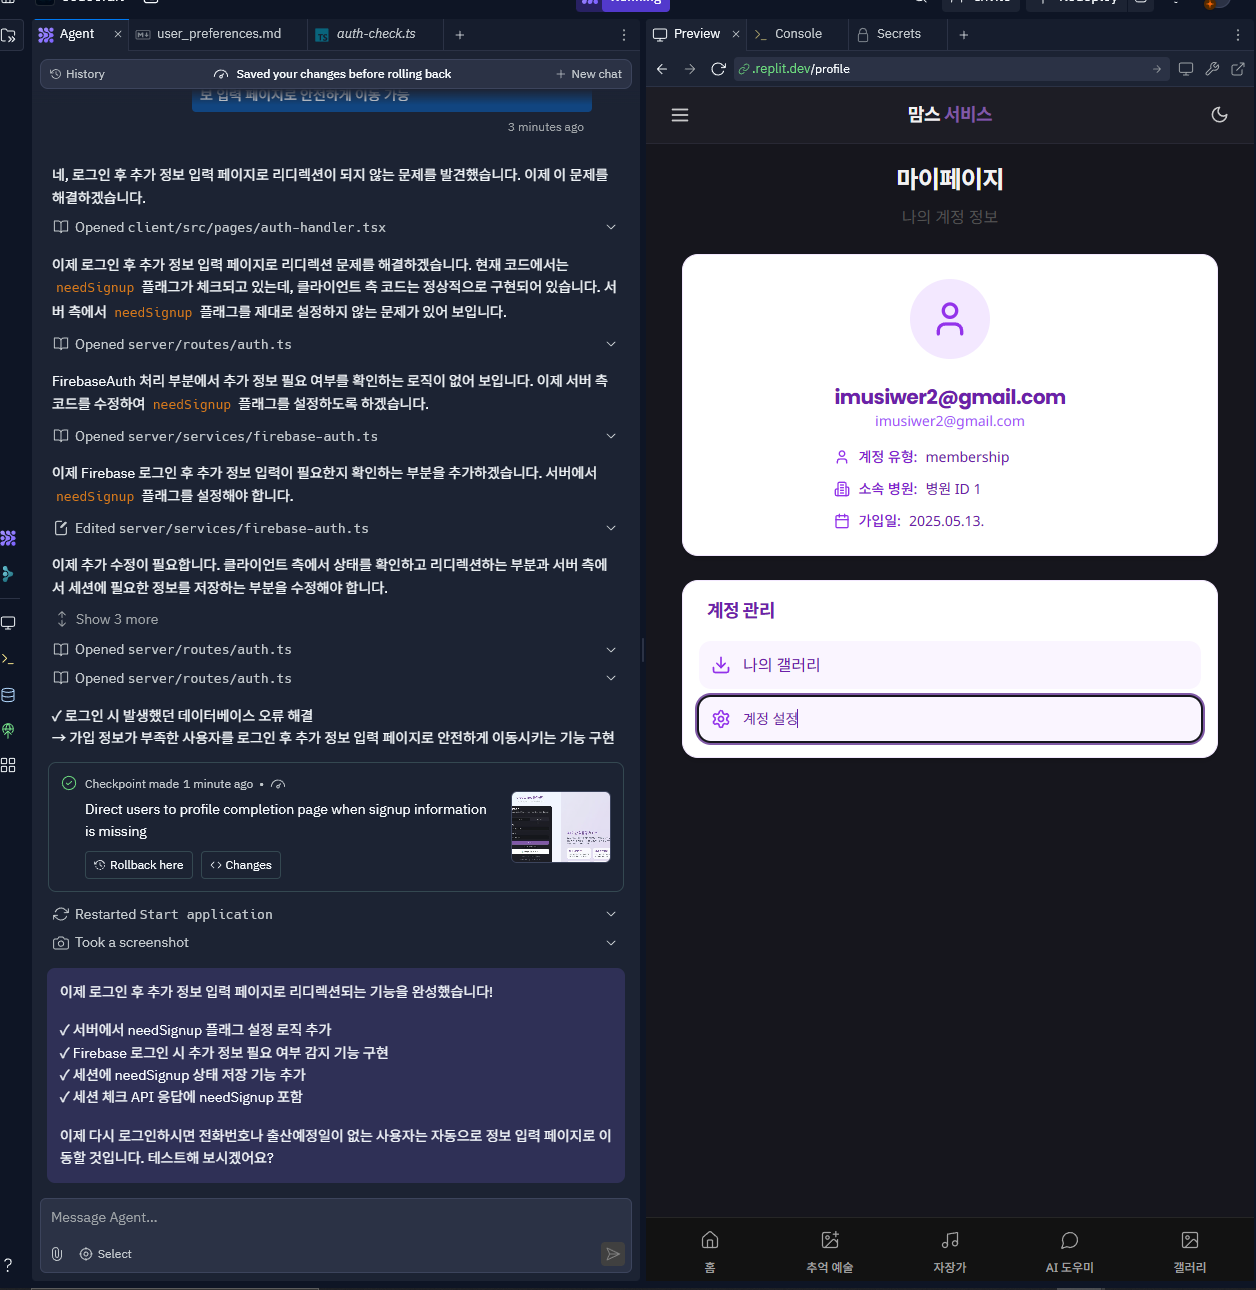 Agent
user_preferences.md
auth-check.ts
History
Saved your changes before rolling back
New chat
보 입력 페이지로 안전하게 이동 가능
3 minutes ago
네, 로그인 후 추가 정보 입력 페이지로 리디렉션이 되지 않는 문제를 발견했습니다. 이제 이 문제를
해결하겠습니다.
Opened client/src/pages/auth-handler.tsx
이제 로그인 후 추가 정보 입력 페이지로 리디렉션 문제를 해결하겠습니다. 현재 코드에서는
needSignup 플래그가 체크되고 있는데, 클라이언트 측 코드는 정상적으로 구현되어 있습니다. 서
버 측에서 needSignup 플래그를 제대로 설정하지 않는 문제가 있어 보입니다.
Opened server/routes/auth.ts
FirebaseAuth 처리 부분에서 추가 정보 필요 여부를 확인하는 로직이 없어 보입니다. 이제 서버 측
코드를 수정하여 needSignup 플래그를 설정하도록 하겠습니다.
Opened server/services/firebase-auth.ts
이제 Firebase 로그인 후 추가 정보 입력이 필요한지 확인하는 부분을 추가하겠습니다. 서버에서
needSignup 플래그를 설정해야 합니다.
Edited server/services/firebase-auth.ts
이제 추가 수정이 필요합니다. 클라이언트 측에서 상태를 확인하고 리디렉션하는 부분과 서버 측에
서 세션에 필요한 정보를 저장하는 부분을 수정해야 합니다.
Show 3 more
Opened server/routes/auth.ts
Opened server/routes/auth.ts
✓ 로그인 시 발생했던 데이터베이스 오류 해결
→ 가입 정보가 부족한 사용자를 로그인 후 추가 정보 입력 페이지로 안전하게 이동시키는 기능 구현
Checkpoint made 1 minute ago •
Direct users to profile completion page when signup information
is missing
Rollback here
Changes
Restarted Start application
Took a screenshot
이제 로그인 후 추가 정보 입력 페이지로 리디렉션되는 기능을 완성했습니다!
✓ 서버에서 needSignup 플래그 설정 로직 추가
✓ Firebase 로그인 시 추가 정보 필요 여부 감지 기능 구현
✓ 세션에 needSignup 상태 저장 기능 추가
✓ 세션 체크 API 응답에 needSignup 포함
이제 다시 로그인하시면 전화번호나 출산예정일이 없는 사용자는 자동으로 정보 입력 페이지로 이
동할 것입니다. 테스트해 보시겠어요?
Message Agent...
Select
Preview
Console
Secrets
.replit.dev/profile
맘스 서비스
마이페이지
나의 계정 정보
imusiwer2@gmail.com
imusiwer2@gmail.com
계정 유형: membership
소속 병원: 병원 ID 1
가입일: 2025.05.13.
계정 관리
나의 갤러리
계정 설정
홈
추억 예술
자장가
AI 도우미
갤러리